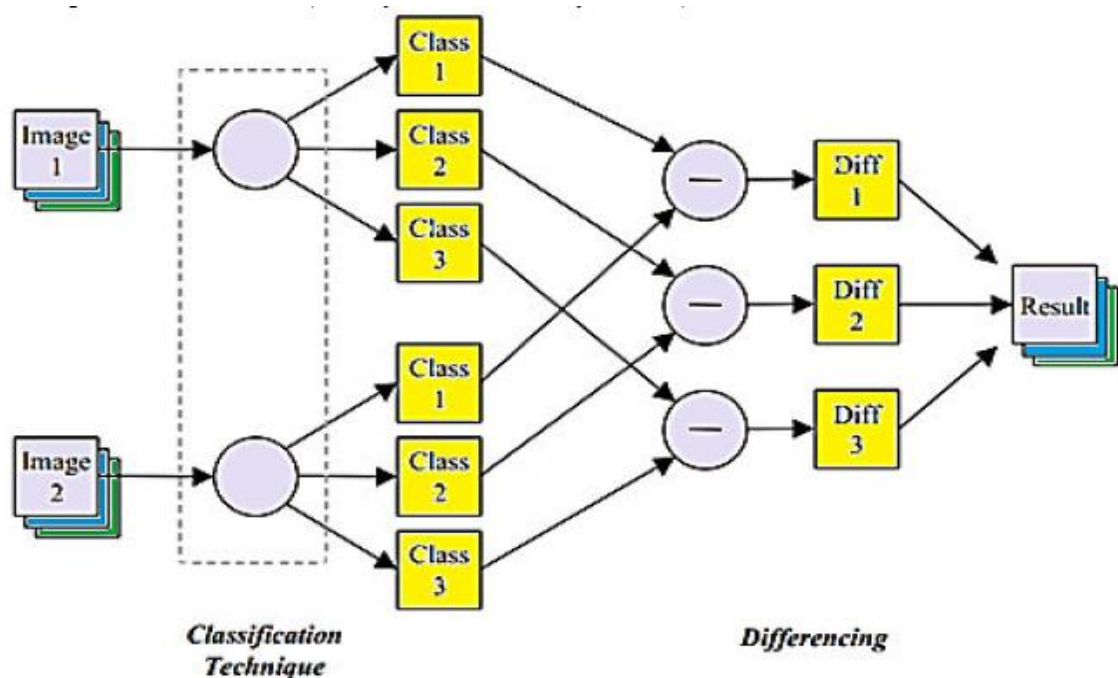 Class
1
Class
2
Class
3
Image
1
Diff
1
Diff
2
Diff
3
Result
Class
1
Class
2
Class
3
Image
2
Classification
Technique
Differencing